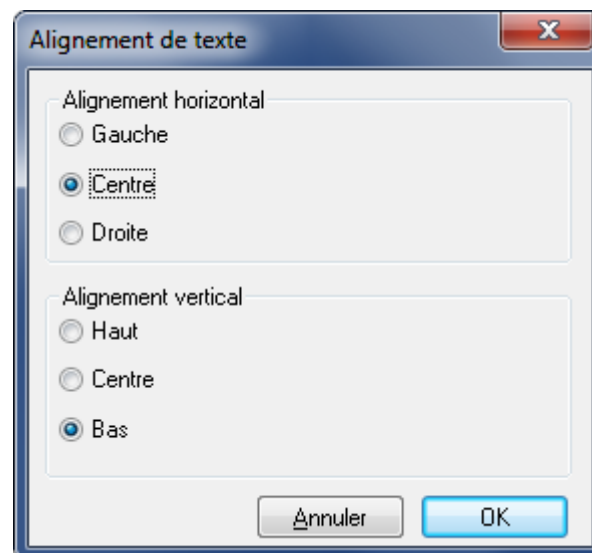 Alignement de texte
Alignement horizontal
Gauche
Centre
Droite
Alignement vertical
Haut
Centre
Bas
Annuler OK